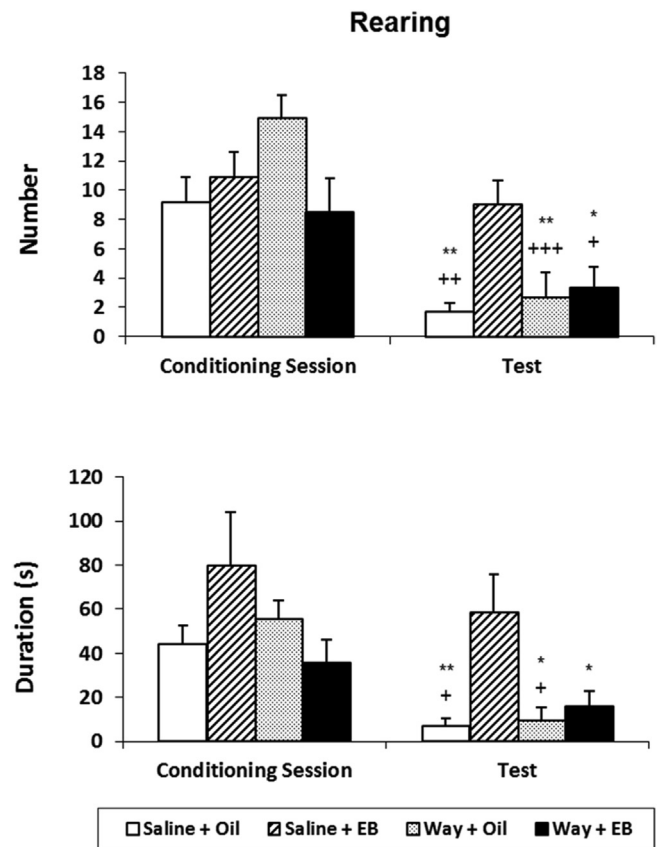 Rearing
Number
18
16
14
12
10
8
6
4
2
0
** ** *
++ +++ +
Conditioning Session Test
Duration (s)
120
100
80
60
40
20
0
** * *
+ +
Conditioning Session Test
Saline + Oil Saline + EB Way + Oil Way + EB